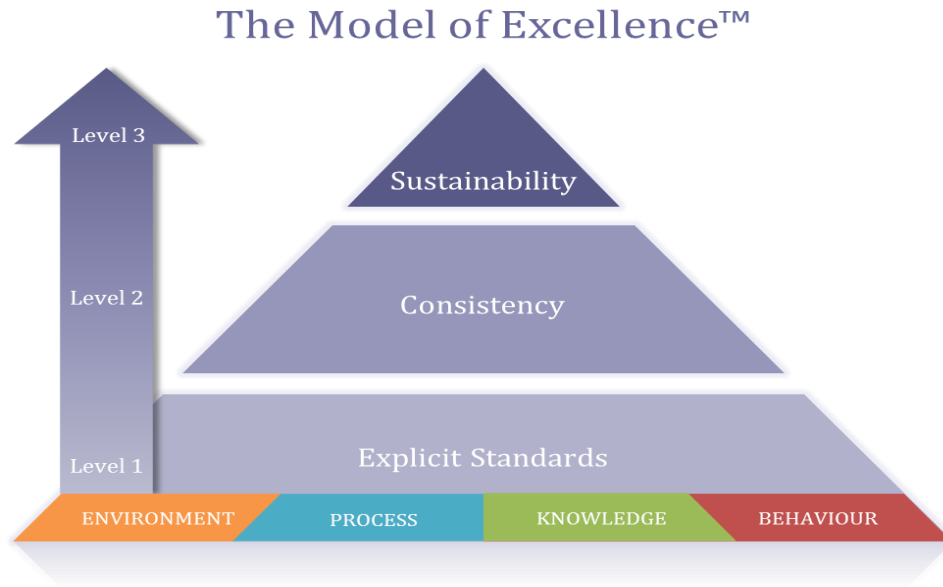 The Model of Excellence™
Level 3
Sustainability
Level 2
Consistency
Level 1
Explicit Standards
ENVIRONMENT
PROCESS
KNOWLEDGE
BEHAVIOUR